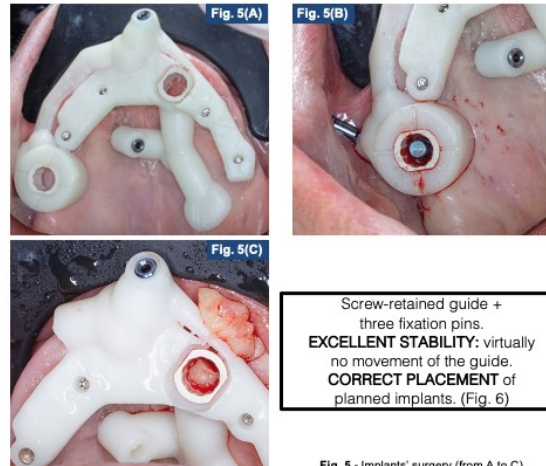 Fig. 5(A)
Fig. 5(B)
Fig. 5(C)
Screw-retained guide +
three fixation pins.
EXCELLENT STABILITY: virtually
no movement of the guide.
CORRECT PLACEMENT of
planned implants. (Fig. 6)
Fig. 5 - Implants' surgery (from A to C)